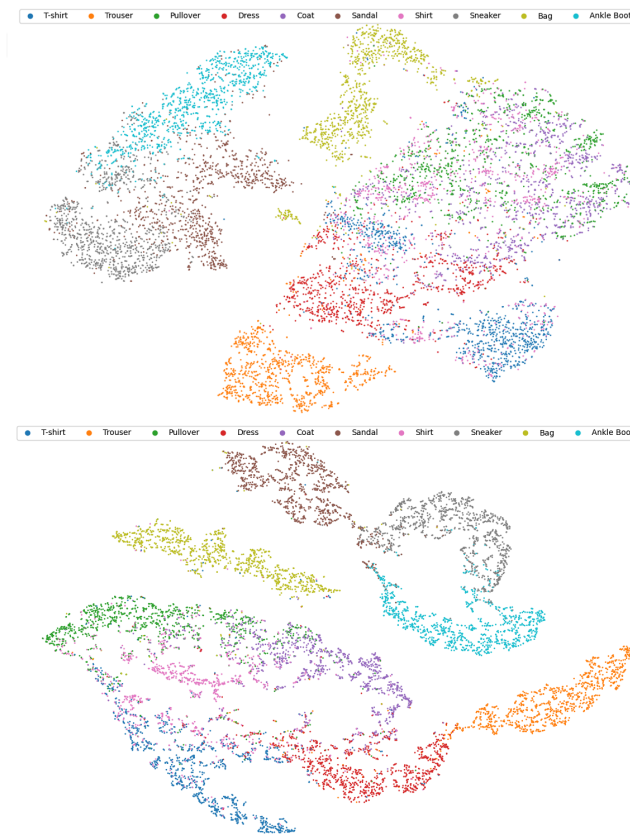 T-shirt Trouser Pullover Dress Coat Sandal Shirt Sneaker Bag Ankle Boot
T-shirt Trouser Pullover Dress Coat Sandal Shirt Sneaker Bag Ankle Boo